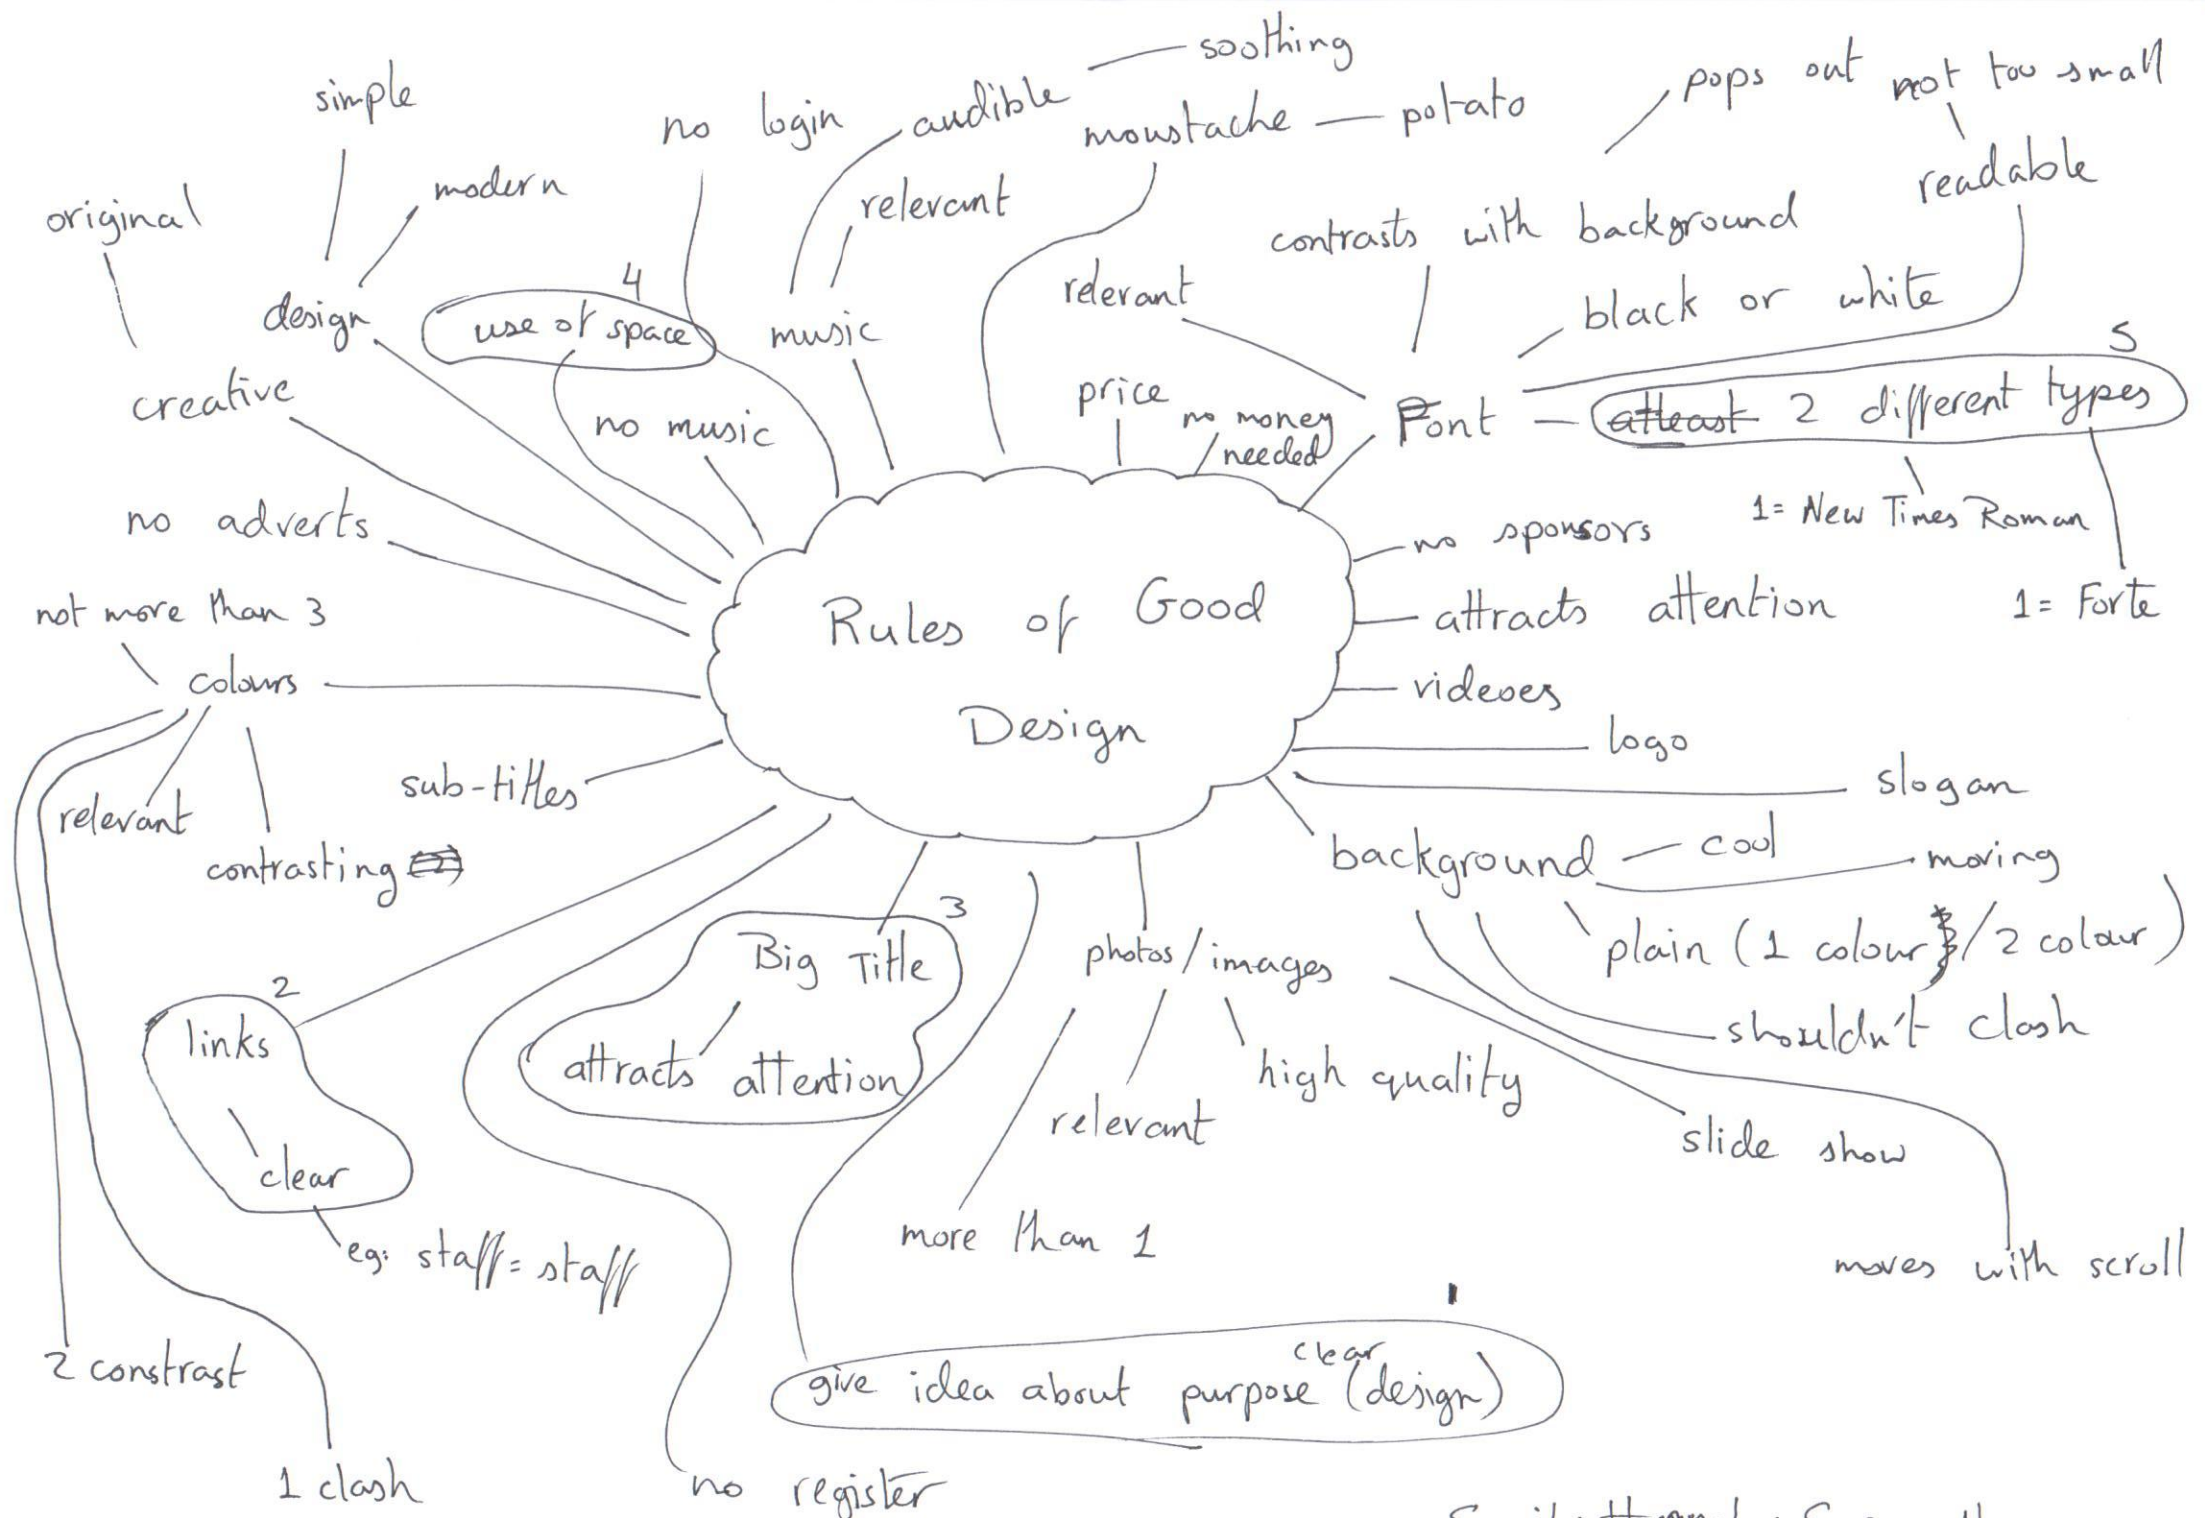 soothing
simple
pops out
not too small
no login
audible
moustache
potato
readable
original
modern
relevant
contrasts with background
relevant
black or white
design
4
use of space
music
5
price
no money
needed
Font
atleast 2 different types
creative
no music
1= New Times Roman
no adverts
no sponsors
1= Forte
not more than 3
Rules of Good
Design
attracts attention
colours
videoes
logo
sub-titles
slogan
relevant
contrasting
background
cool
moving
3
Big Title
attracts attention
photos/images
plain (1 colour / 2 colour)
2
links
clear
shouldn't clash
high quality
relevant
slide show
eg: staff = staff
more than 1
moves with scroll
1
2 constrast
clear
give idea about purpose (design)
1 clash
no register